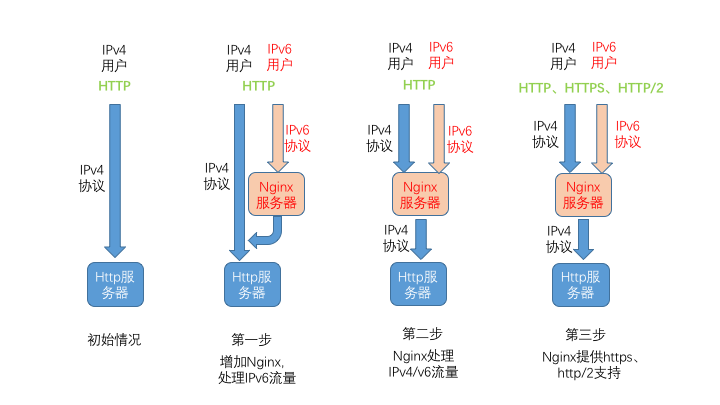 IPv4
用户
HTTP
IPv4
协议
Http服
务器
初始情况
IPv4
用户
IPv6
用户
HTTP
IPv6
协议
IPv4
协议
Nginx
服务器
Http服
务器
第一步
增加Nginx,
处理IPv6流量
IPv4
用户
IPv6
用户
HTTP
IPv4
协议
IPv6
协议
Nginx
服务器
IPv4
协议
Http服
务器
第二步
Nginx处理
IPv4/v6流量
IPv4
用户
IPv6
用户
HTTP、HTTPS、HTTP/2
IPv4
协议
IPv6
协议
Nginx
服务器
IPv4
协议
Http服
务器
第三步
Nginx提供https、
http/2支持